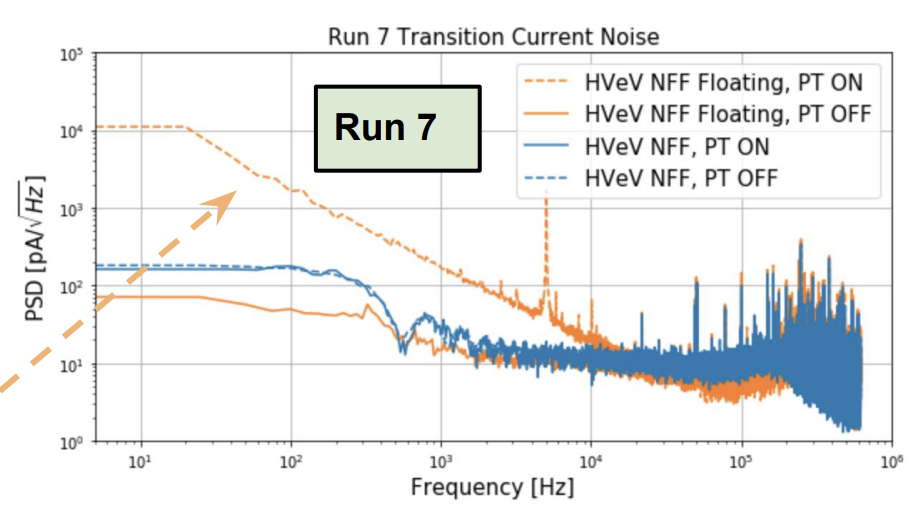 Run 7 Transition Current Noise
10⁵
10⁴
10³
10²
10¹
10⁰
PSD [pA/√Hz]
Run 7
HVeV NFF Floating, PT ON
HVeV NFF Floating, PT OFF
HVeV NFF, PT ON
HVeV NFF, PT OFF
10¹ 10² 10³ 10⁴ 10⁵ 10⁶
Frequency [Hz]